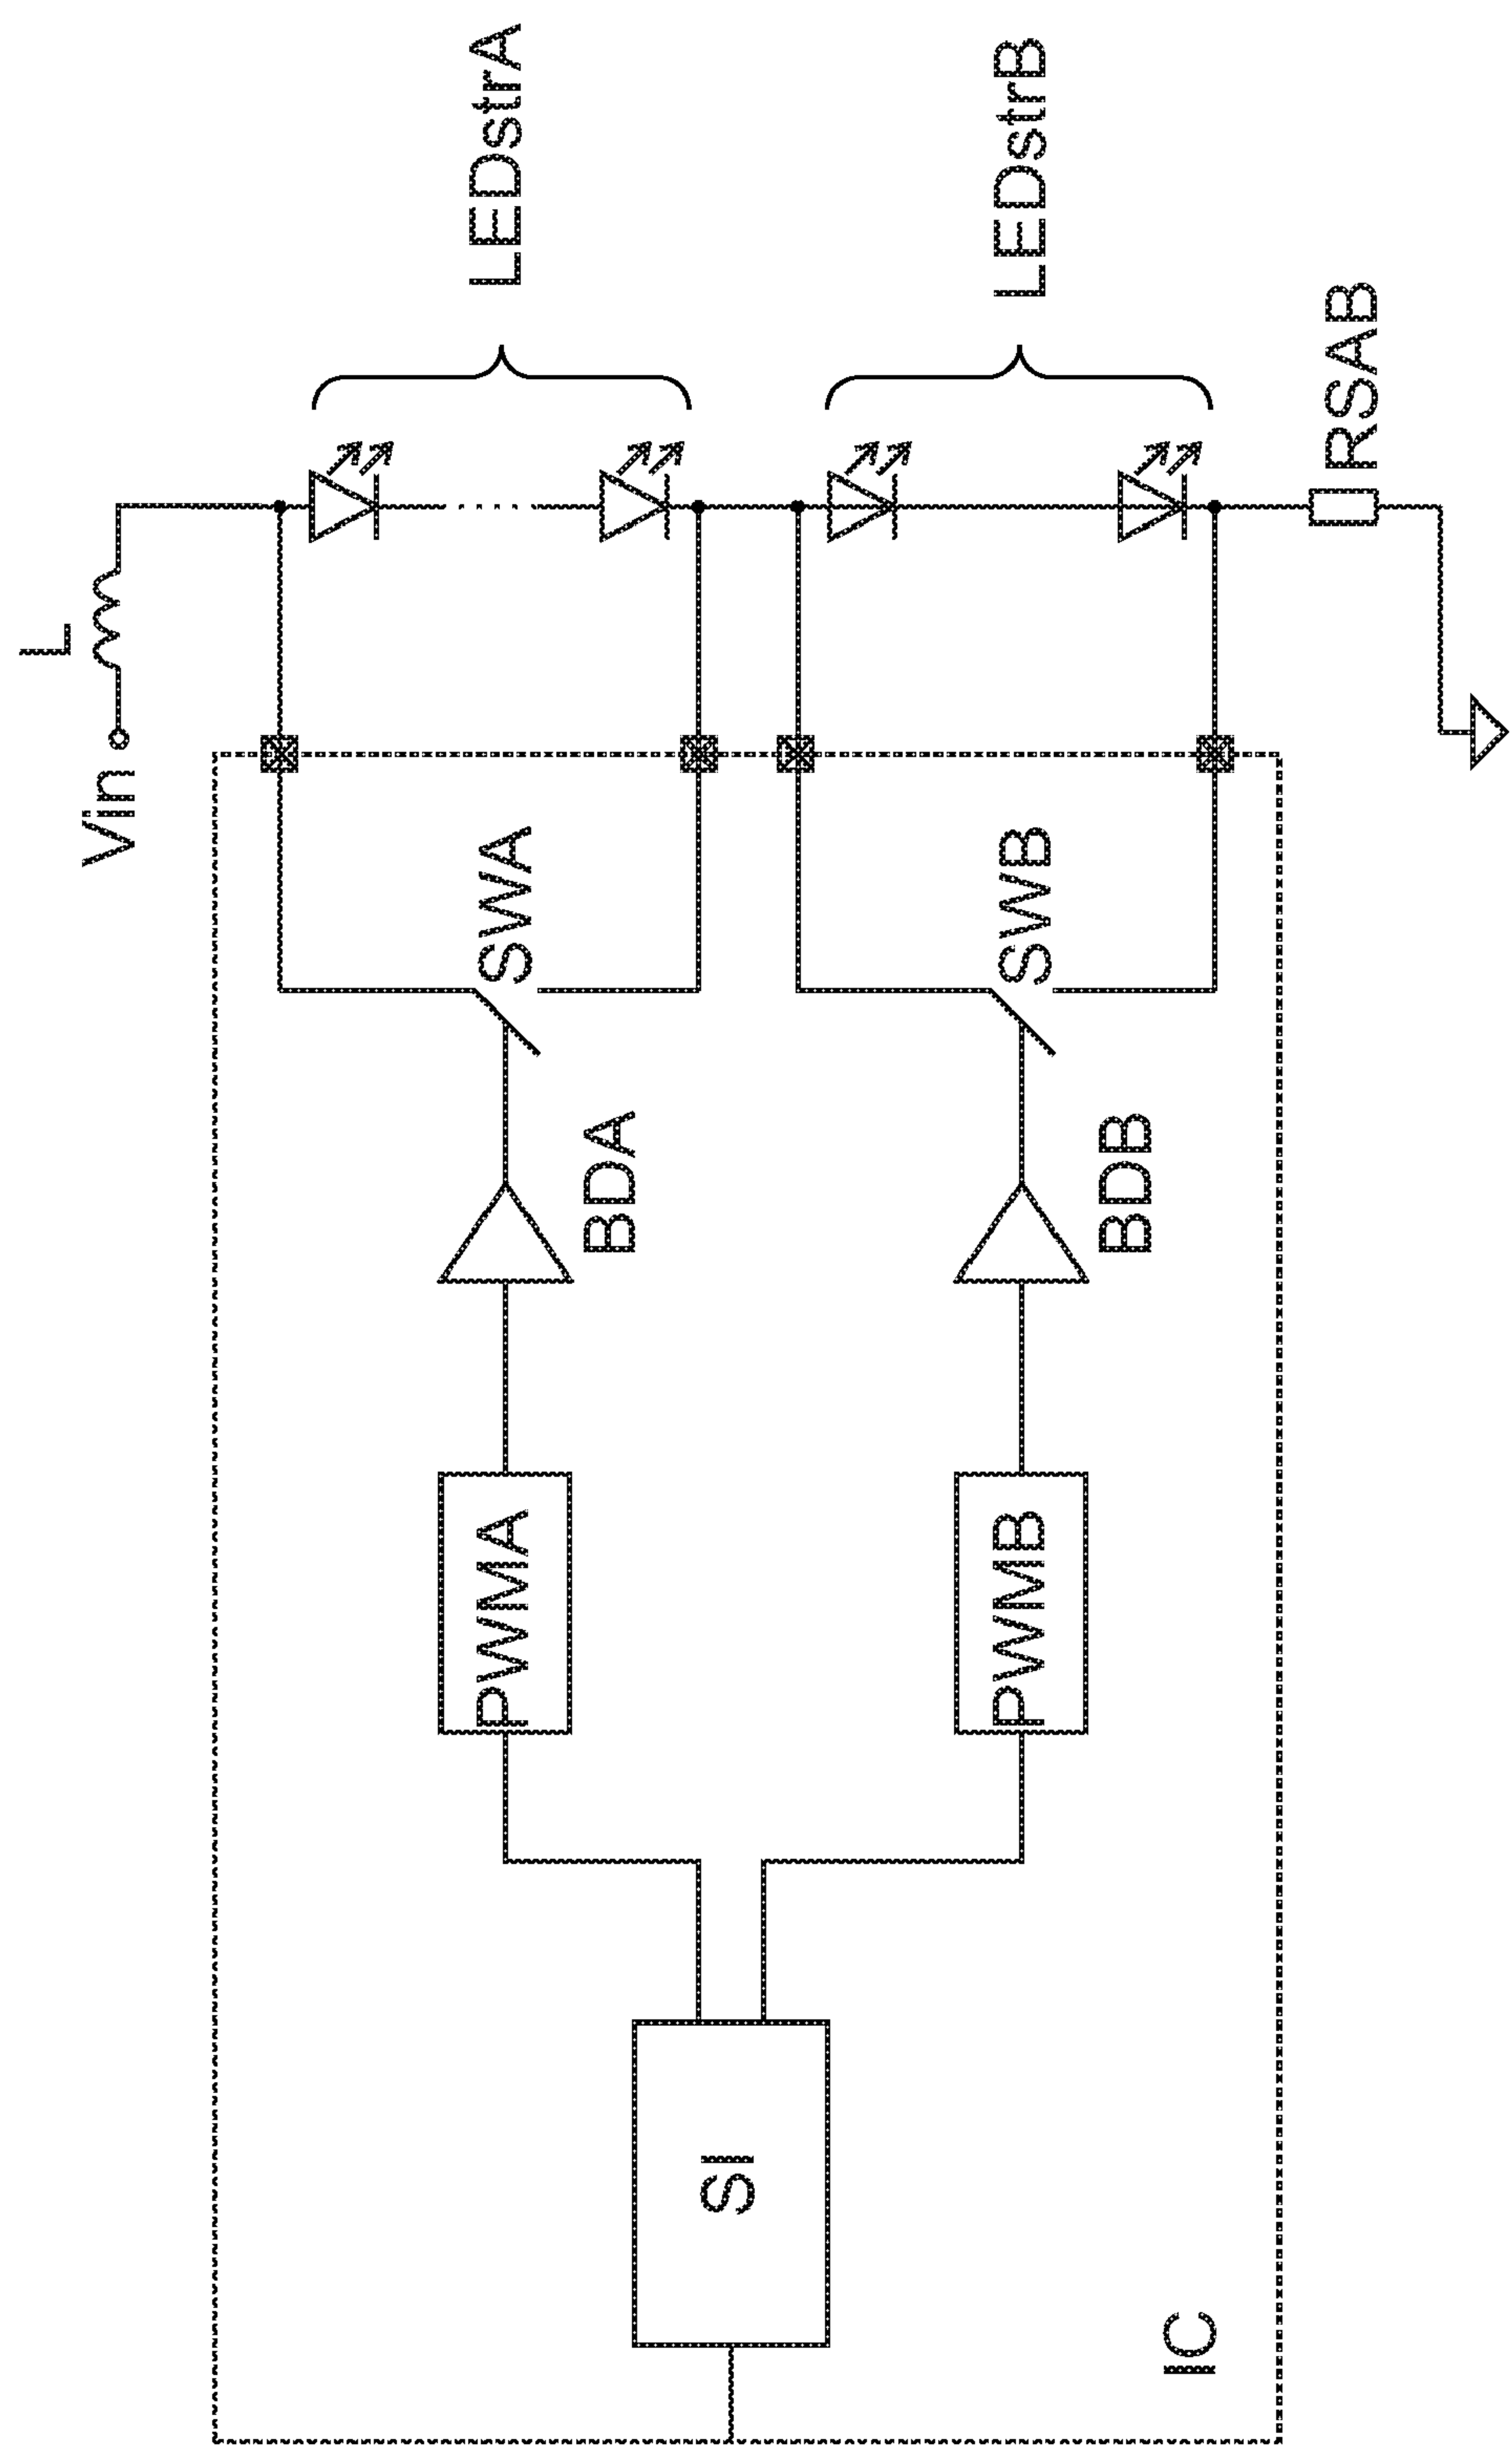 L
Vin
LEDstrA
SWA
BDA
PWMA
LEDstrB
SWB
BDB
PWMB
SI
RSAB
IC